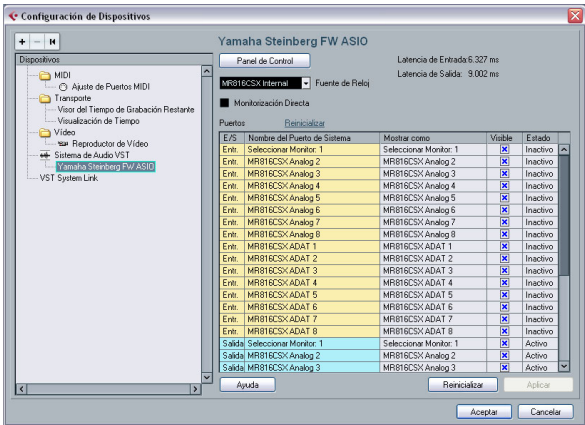 Configuración de Dispositivos
Dispositivos
MIDI
Ajuste de Puertos MIDI
Transporte
Visor del Tiempo de Grabación Restante
Visualización de Tiempo
Vídeo
Reproductor de Vídeo
Sistema de Audio VST
Yamaha Steinberg FW ASIO
VST System Link
Yamaha Steinberg FW ASIO
Panel de Control
Latencia de Entrada: 6.327 ms
Latencia de Salida: 9.002 ms
MR816CSX Internal Fuente de Reloj
Monitorización Directa
Puertos Reinicializar
E/S Nombre del Puerto de Sistema Mostrar como Visible Estado
Entr. Seleccionar Monitor: 1 Seleccionar Monitor: 1 Inactivo
Entr. MR816CSX Analog 2 MR816CSX Analog 2 Inactivo
Entr. MR816CSX Analog 3 MR816CSX Analog 3 Inactivo
Entr. MR816CSX Analog 4 MR816CSX Analog 4 Inactivo
Entr. MR816CSX Analog 5 MR816CSX Analog 5 Inactivo
Entr. MR816CSX Analog 6 MR816CSX Analog 6 Inactivo
Entr. MR816CSX Analog 7 MR816CSX Analog 7 Inactivo
Entr. MR816CSX Analog 8 MR816CSX Analog 8 Inactivo
Entr. MR816CSX ADAT 1 MR816CSX ADAT 1 Inactivo
Entr. MR816CSX ADAT 2 MR816CSX ADAT 2 Inactivo
Entr. MR816CSX ADAT 3 MR816CSX ADAT 3 Inactivo
Entr. MR816CSX ADAT 4 MR816CSX ADAT 4 Inactivo
Entr. MR816CSX ADAT 5 MR816CSX ADAT 5 Inactivo
Entr. MR816CSX ADAT 6 MR816CSX ADAT 6 Inactivo
Entr. MR816CSX ADAT 7 MR816CSX ADAT 7 Inactivo
Entr. MR816CSX ADAT 8 MR816CSX ADAT 8 Inactivo
Salida Seleccionar Monitor: 1 Seleccionar Monitor: 1 Activo
Salida MR816CSX Analog 2 MR816CSX Analog 2 Activo
Salida MR816CSX Analog 3 MR816CSX Analog 3 Activo
Ayuda Reinicializar Aplicar
Aceptar Cancelar